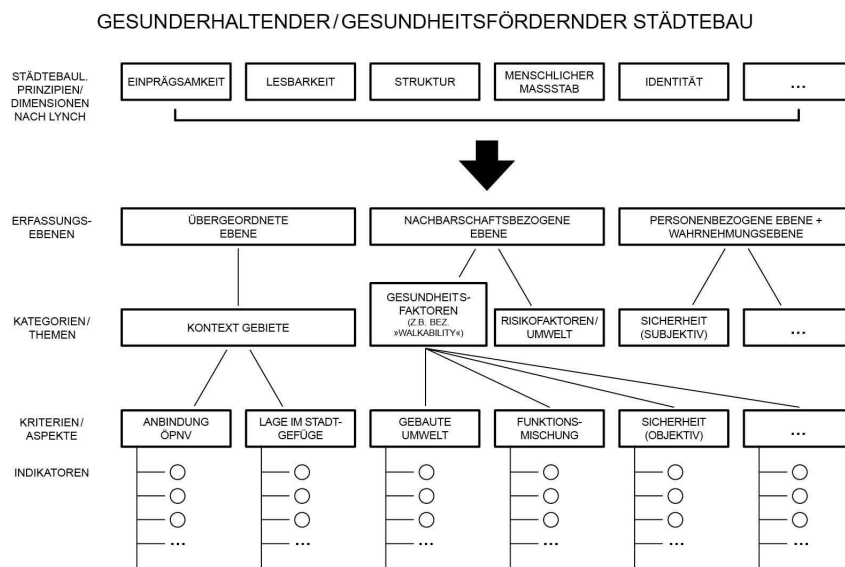 GESUNDERHALTENDER/GESUNDHEITSFÖRDERNDER STÄDTEBAU
STÄDTEBAUL.
PRINZIPIEN/
DIMENSIONEN
NACH LYNCH
EINPRÄGSAMKEIT
LESBARKEIT
STRUKTUR
MENSCHLICHER
MASSSTAB
IDENTITÄT
...
ERFASSUNGS-
EBENEN
ÜBERGEORDNETE
EBENE
NACHBARSCHAFTSBEZOGENE
EBENE
PERSONENBEZOGENE EBENE +
WAHRNEHMUNGSEBENE
KATEGORIEN/
THEMEN
KONTEXT GEBIETE
GESUNDHEITS-
FAKTOREN
(Z.B. BEZ.
»WALKABILITY«)
RISIKOFAKTOREN/
UMWELT
SICHERHEIT
(SUBJEKTIV)
...
KRITERIEN/
ASPEKTE
ANBINDUNG
ÖPNV
LAGE IM STADT-
GEFÜGE
GEBAUTE
UMWELT
FUNKTIONS-
MISCHUNG
SICHERHEIT
(OBJEKTIV)
...
INDIKATOREN
... ... ... ... ... ...